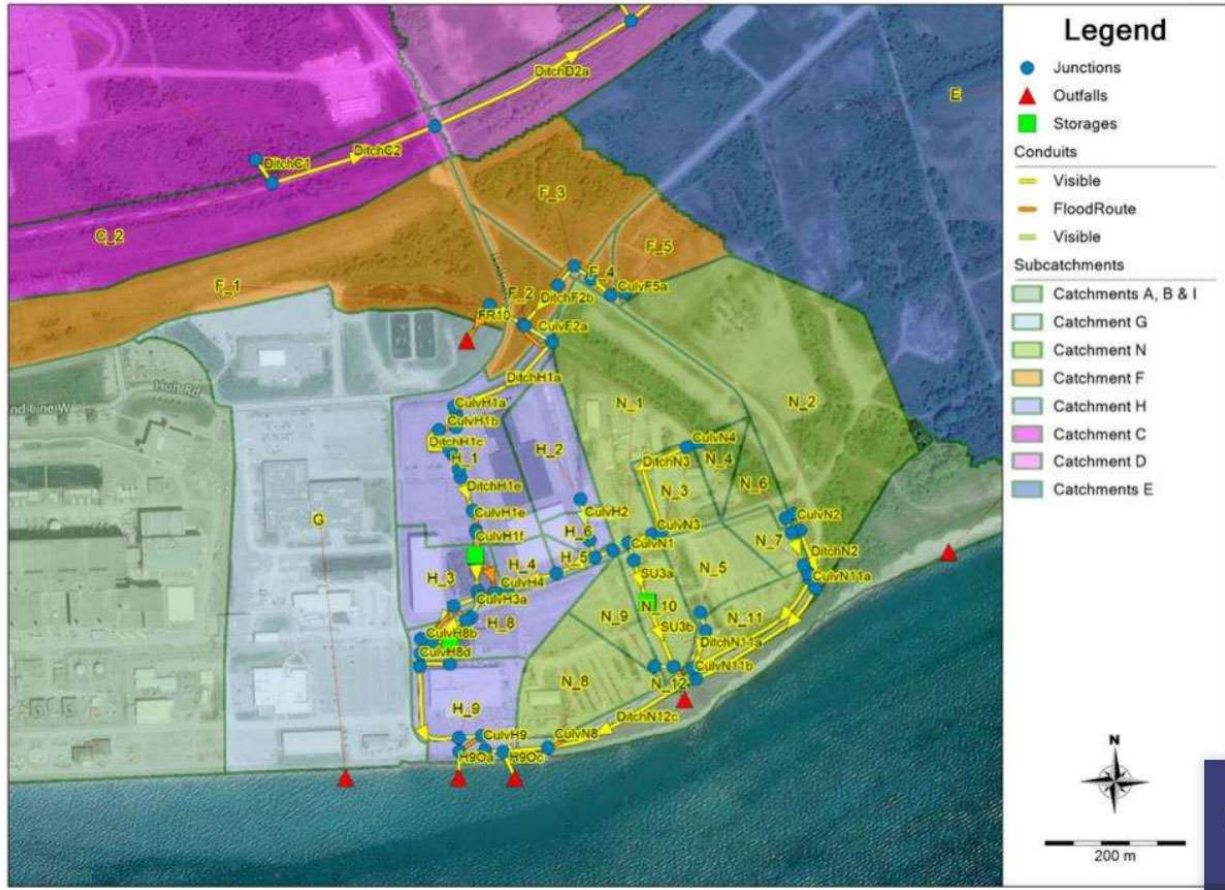 Legend
Junctions
Outfalls
Storages
Conduits
Visible
FloodRoute
Visible
Subcatchments
Catchments A, B & I
Catchment G
Catchment N
Catchment F
Catchment H
Catchment C
Catchment D
Catchments E
N
200 m
DitchD2a
E
DitchC2
DitchC1
F_3
C_2
F_5
F_4
F_1
F_2
DitchF2b
CulvF5a
FR10
CulvF2a
Hutt Rd
DitchH1a
nd Line W
CulvH1a
N_1
N_2
CulvH1b
DitchH1c
H_2
CulvN4
N_4
H_1
DitchN3
DitchH1e
N_3
N_6
G
CulvH1e
CulvH2
CulvN2
CulvH1f
H_6
CulvN3
N_7
CulvN1
DitchN2
H_5
H_4
SU3a
N_5
H_3
CulvH4
CulvN11a
CulvH3a
N_10
N_9
N_11
H_8
SU3b
CulvH8b
DitchN11a
CulvH8d
CulvN11b
N_8
N_12
H_9
DitchN12c
CulvH9
CulvN8
H9Oa
H9Oc